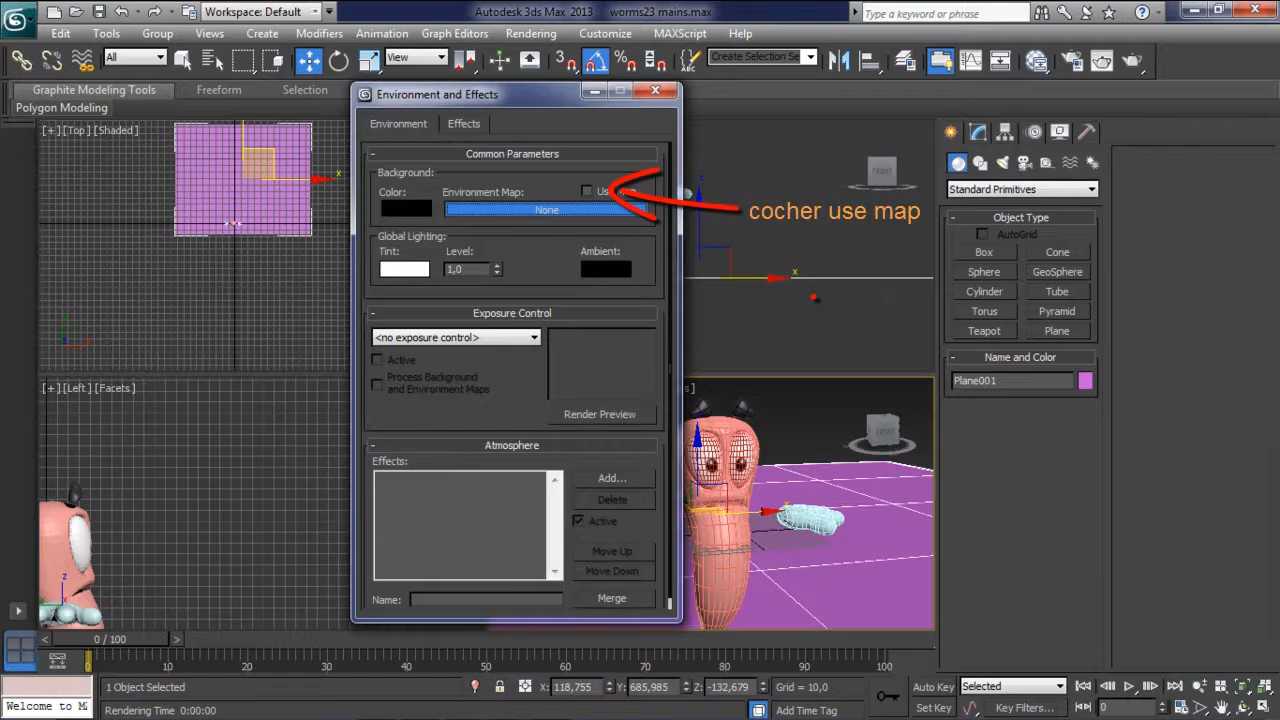 Workspace: Default
Autodesk 3ds Max 2013
worms23 mains.max
Type a keyword or phrase
Edit
Tools
Group
Views
Create
Modifiers
Animation
Graph Editors
Rendering
Customize
MAXScript
Help
All
View
3
Create Selection Se
Graphite Modeling Tools
Freeform
Selection
Polygon Modeling
[+][Top][Shaded]
x
Environment and Effects
Environment
Effects
Common Parameters
Background:
Color:
Environment Map:
None
cocher use map
Global Lighting:
Tint:
Level:
Ambient:
1,0
Exposure Control
<no exposure control>
Active
Process Background
and Environment Maps
Render Preview
Atmosphere
Effects:
Add...
Delete
Active
Move Up
Move Down
Name:
Merge
FRONT
x
[+][Left][Facets]
z
Standard Primitives
Object Type
AutoGrid
Box
Cone
Sphere
GeoSphere
Cylinder
Tube
Torus
Pyramid
Teapot
Plane
Name and Color
Plane001
0 / 100
0
10
20
30
40
50
60
70
80
90
100
1 Object Selected
X: 118,755
Y: 685,985
Z: -132,679
Grid = 10,0
Auto Key
Selected
Welcome to M
Rendering Time 0:00:00
Add Time Tag
Set Key
Key Filters...
0